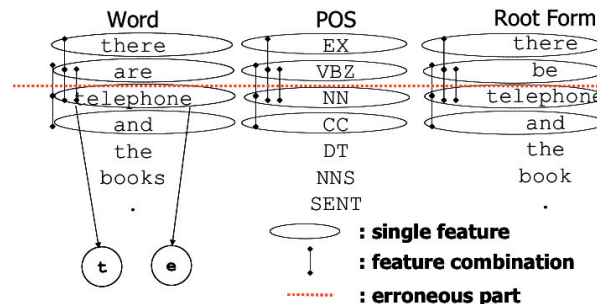 Word POS Root Form
there EX there
are VBZ be
telephone NN telephone
and CC and
the DT the
books NNS book
. SENT .
: single feature
t e : feature combination
: erroneous part